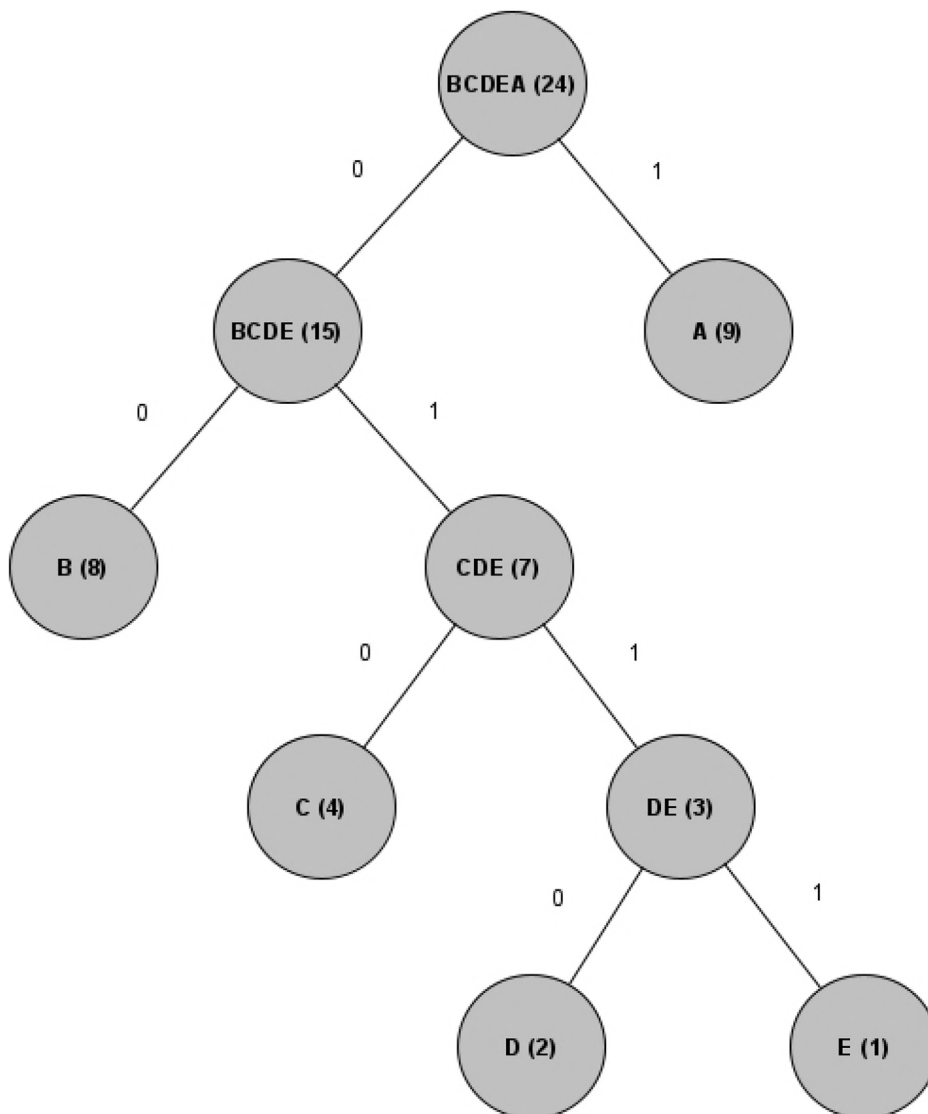 BCDEA (24)
0
1
BCDE (15)
A (9)
0
1
B (8)
CDE (7)
0
1
C (4)
DE (3)
0
1
D (2)
E (1)